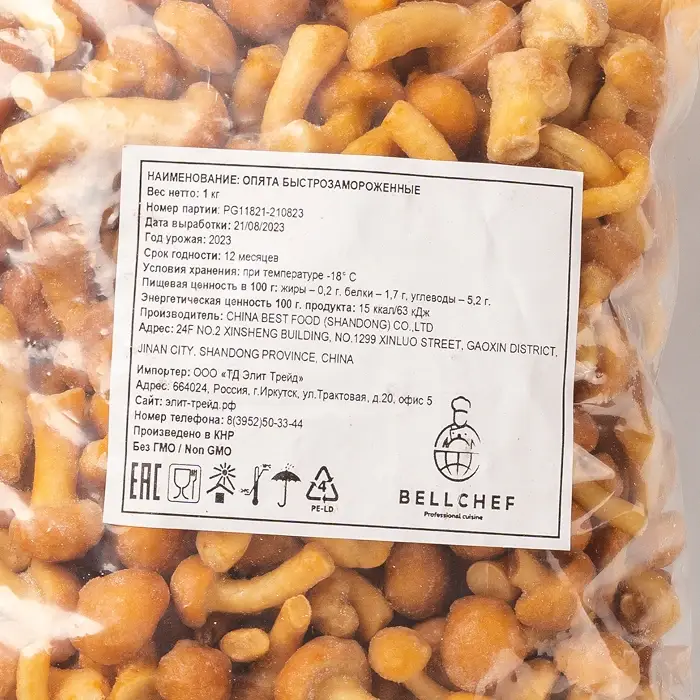 НАИМЕНОВАНИЕ: ОПЯТА БЫСТРОЗАМОРОЖЕННЫЕ
Вес нетто: 1 кг
Номер партии: PG11821-210823
Дата выработки: 21/08/2023
Год урожая: 2023
Срок годности: 12 месяцев
Условия хранения: при температуре -18° С
Пищевая ценность в 100 г: жиры – 0,2 г. белки – 1,7 г, углеводы – 5,2 г.
Энергетическая ценность 100 г. продукта: 15 ккал/63 кДж
Производитель: CHINA BEST FOOD (SHANDONG) CO.,LTD
Адрес: 24F NO.2 XINSHENG BUILDING, NO.1299 XINLUO STREET, GAOXIN DISTRICT,
JINAN CITY, SHANDONG PROVINCE, CHINA
Импортер: ООО «ТД Элит Трейд»
Адрес: 664024, Россия, г.Иркутск, ул.Трактовая, д.20, офис 5
Сайт: элит-трейд.рф
Номер телефона: 8(3952)50-33-44
Произведено в КНР
Без ГМО / Non GMO
EAC
4
PE-LD
BELLCHEF
Professional cuisine